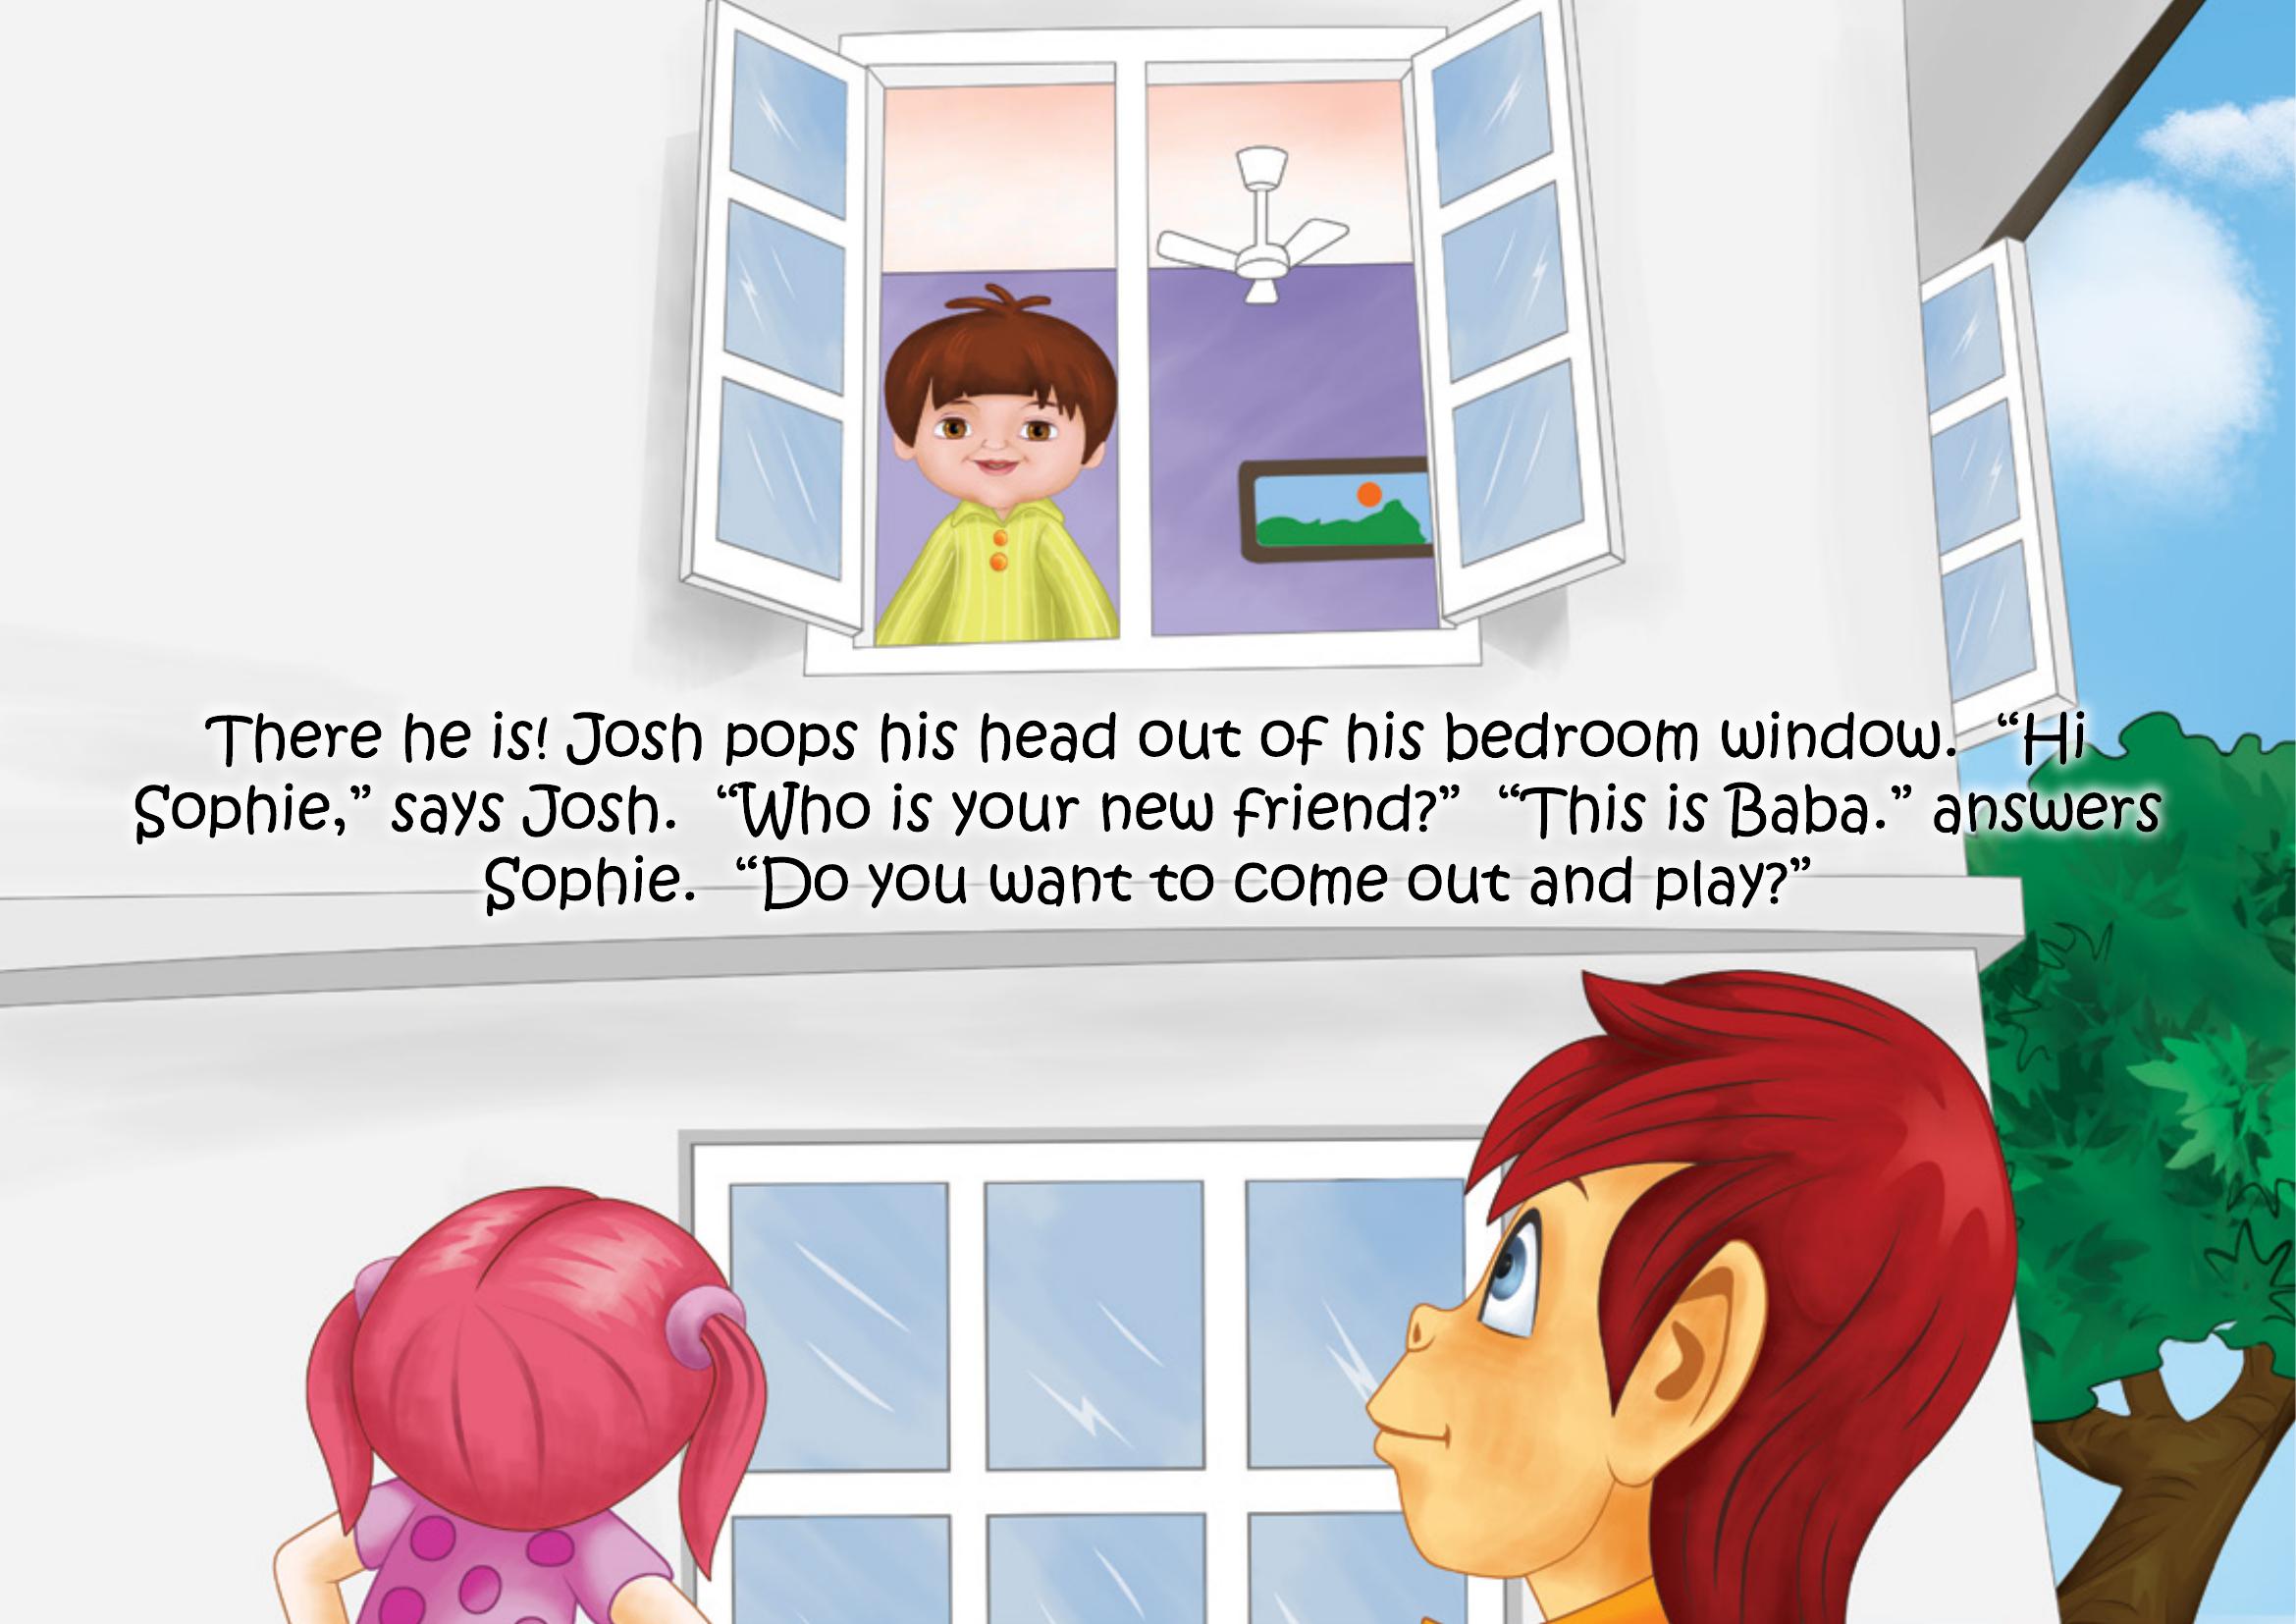 There he is! Josh pops his head out of his bedroom window.  “Hi
Sophie,” says Josh.  “Who is your new friend?”  “This is Baba.” answers
Sophie.  “Do you want to come out and play?”